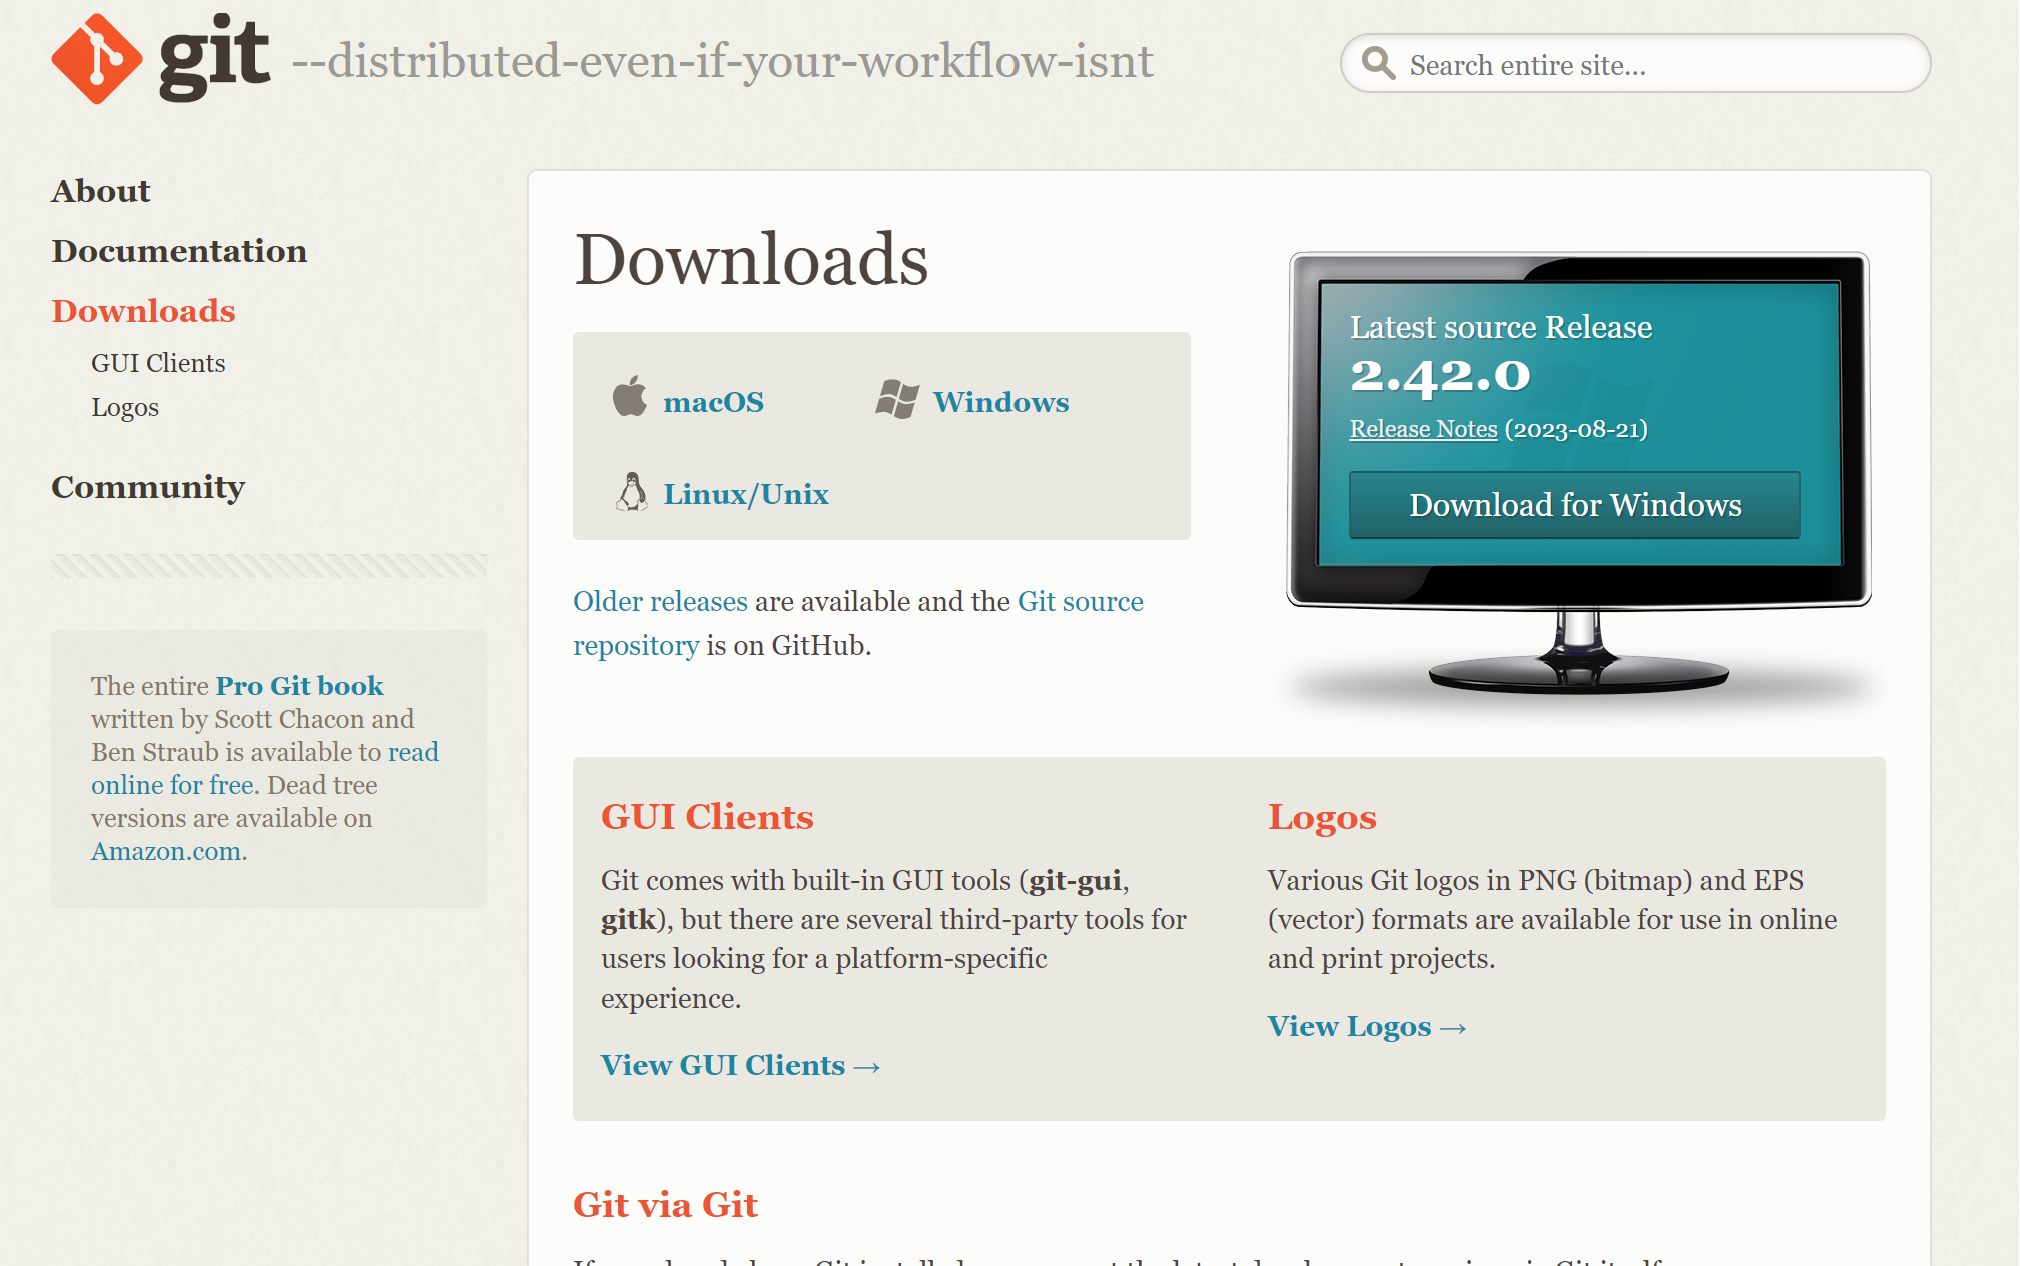 git --distributed-even-if-your-workflow-isnt
Search entire site...
About
Documentation
Downloads
GUI Clients
Logos
Community
The entire Pro Git book
written by Scott Chacon and
Ben Straub is available to read
online for free. Dead tree
versions are available on
Amazon.com.
Downloads
macOS
Windows
Linux/Unix
Older releases are available and the Git source
repository is on GitHub.
Latest source Release
2.42.0
Release Notes (2023-08-21)
Download for Windows
GUI Clients
Git comes with built-in GUI tools (git-gui,
gitk), but there are several third-party tools for
users looking for a platform-specific
experience.
View GUI Clients →
Logos
Various Git logos in PNG (bitmap) and EPS
(vector) formats are available for use in online
and print projects.
View Logos →
Git via Git